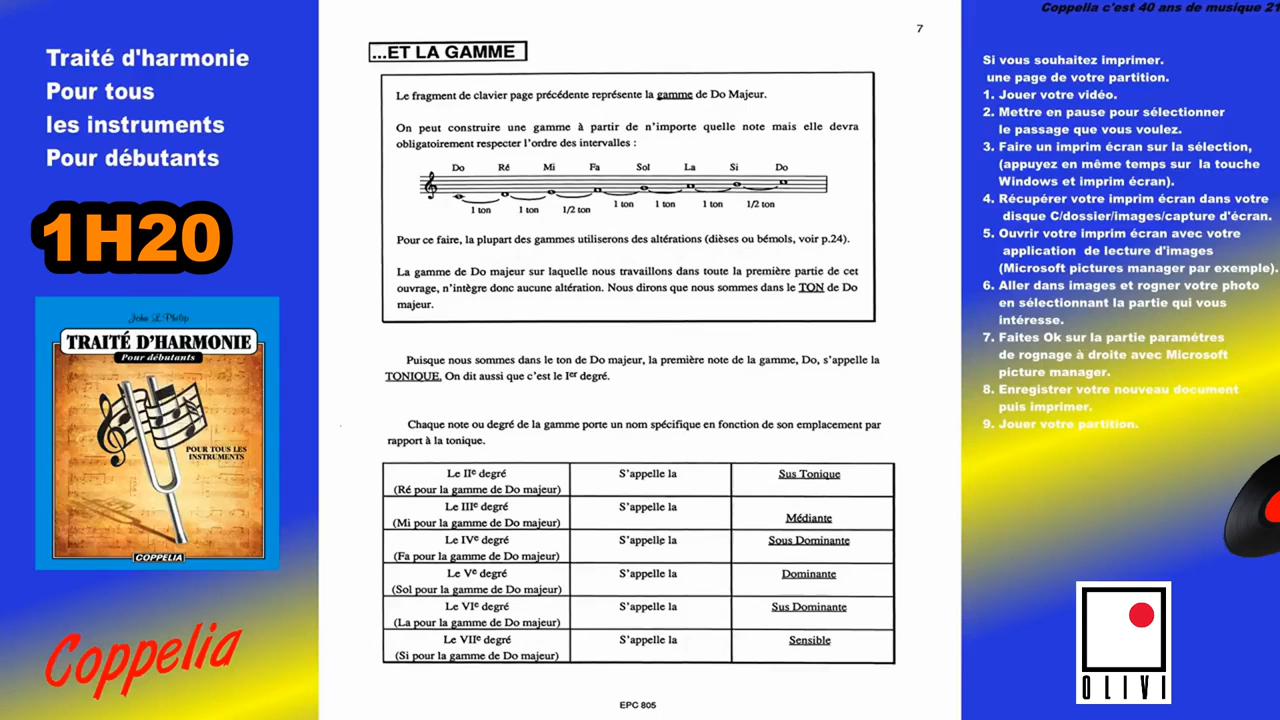 Coppelia c'est 40 ans de musique 21
Traité d'harmonie
Pour tous
les instruments
Pour débutants
1H20
John L. Philip
TRAITÉ D'HARMONIE
Pour débutants
POUR TOUS LES
INSTRUMENTS
COPPELIA
Coppelia
7
...ET LA GAMME
Le fragment de clavier page précédente représente la gamme de Do Majeur.
On peut construire une gamme à partir de n'importe quelle note mais elle devra
obligatoirement respecter l'ordre des intervalles :
Do Ré Mi Fa Sol La Si Do
1 ton 1 ton 1/2 ton 1 ton 1 ton 1 ton 1/2 ton
Pour ce faire, la plupart des gammes utiliserons des altérations (dièses ou bémols, voir p.24).
La gamme de Do majeur sur laquelle nous travaillons dans toute la première partie de cet
ouvrage, n'intègre donc aucune altération. Nous dirons que nous sommes dans le TON de Do
majeur.
Puisque nous sommes dans le ton de Do majeur, la première note de la gamme, Do, s'appelle la
TONIQUE. On dit aussi que c'est le Ier degré.
Chaque note ou degré de la gamme porte un nom spécifique en fonction de son emplacement par
rapport à la tonique.
Le IIe degré S'appelle la Sus Tonique
(Ré pour la gamme de Do majeur)
Le IIIe degré S'appelle la
(Mi pour la gamme de Do majeur) Médiante
Le IVe degré S'appelle la Sous Dominante
(Fa pour la gamme de Do majeur)
Le Ve degré S'appelle la Dominante
(Sol pour la gamme de Do majeur)
Le VIe degré S'appelle la Sus Dominante
(La pour la gamme de Do majeur)
Le VIIe degré S'appelle la Sensible
(Si pour la gamme de Do majeur)
EPC 805
Si vous souhaitez imprimer.
une page de votre partition.
1. Jouer votre vidéo.
2. Mettre en pause pour sélectionner
le passage que vous voulez.
3. Faire un imprim écran sur la sélection,
(appuyez en même temps sur la touche
Windows et imprim écran).
4. Récupérer votre imprim écran dans votre
disque C/dossier/images/capture d'écran.
5. Ouvrir votre imprim écran avec votre
application de lecture d'images
(Microsoft pictures manager par exemple).
6. Aller dans images et rogner votre photo
en sélectionnant la partie qui vous
intéresse.
7. Faites Ok sur la partie paramétres
de rognage à droite avec Microsoft
picture manager.
8. Enregistrer votre nouveau document
puis imprimer.
9. Jouer votre partition.
OLIVI